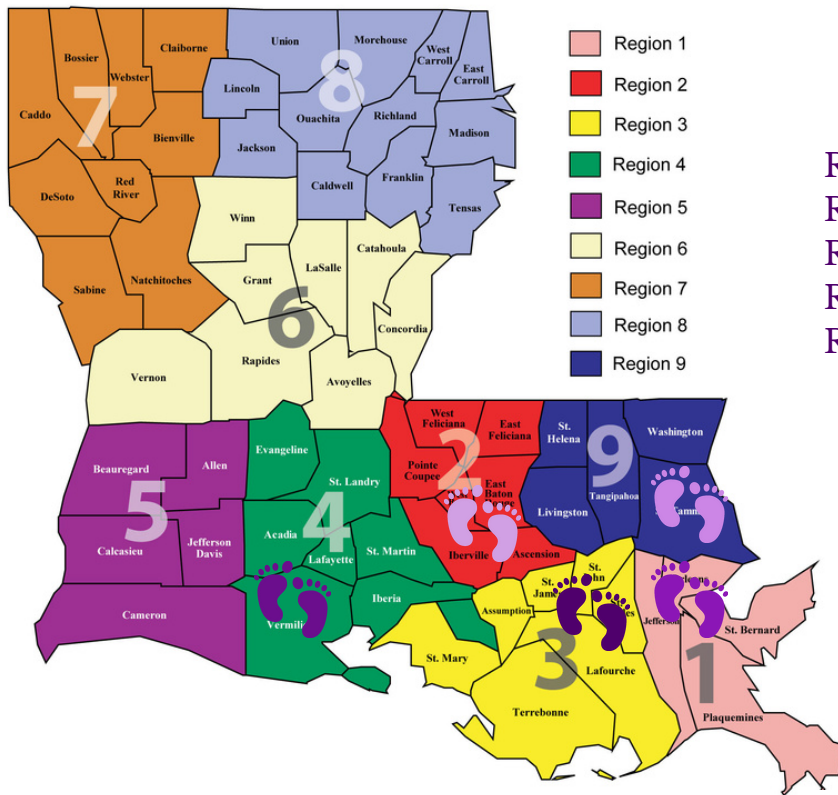 Union
Morehouse
West
Carroll
East
Carroll
Claiborne
Bossier
Webster
8
Lincoln
Ouachita
Richland
Caddo
7
Bienville
Jackson
Madison
Caldwell
Franklin
Tensas
DeSoto
Red
River
Winn
Catahoula
Sabine
Natchitoches
Grant
LaSalle
6
Concordia
Vernon
Rapides
Avoyelles
Region 1
Region 2
Region 3
Region 4
Region 5
Region 6
Region 7
Region 8
Region 9
R
R
R
R
R
West
Feliciana
East
Feliciana
St.
Helena
Washington
Evangeline
Beauregard
Allen
Pointe
Coupee
2
9
St. Landry
East
Baton
Tangipahoa
5
4
Livingston
Acadia
Calcasieu
Jefferson
Davis
Lafayette
St. Martin
Iberville
Ascension
Iberia
St.
St.
Assumption
Jefferson
Cameron
St. Bernard
St. Mary
3
Lafourche
1
Terrebonne
Plaquemines